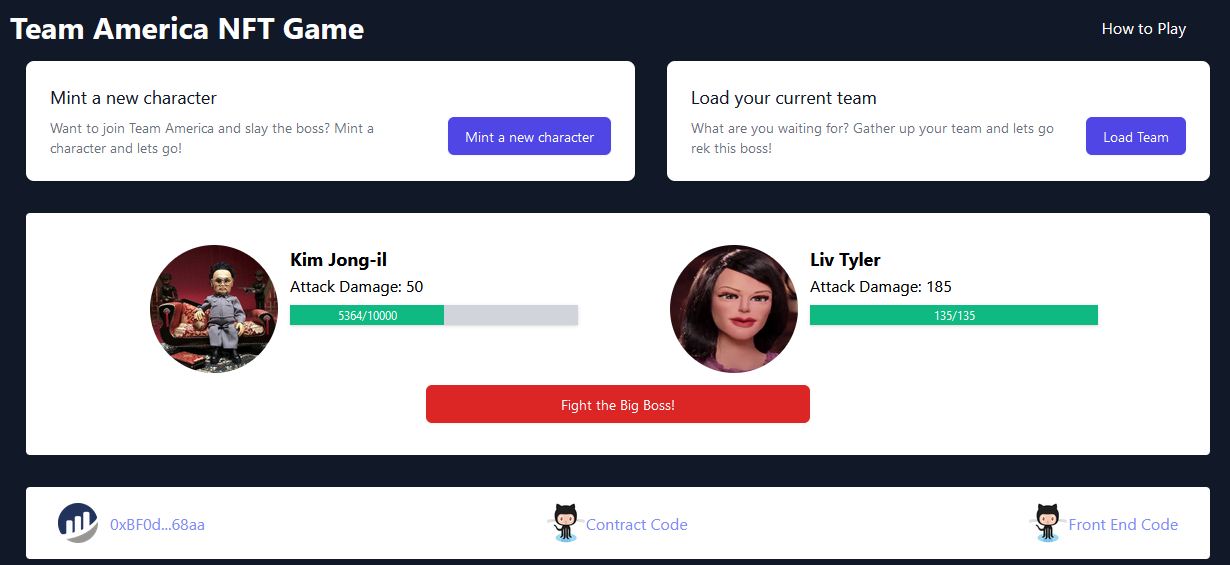 Team America NFT Game
How to Play
Mint a new character
Want to join Team America and slay the boss? Mint a
character and lets go!
Mint a new character
Load your current team
What are you waiting for? Gather up your team and lets go
rek this boss!
Load Team
Kim Jong-il
Attack Damage: 50
5364/10000
Liv Tyler
Attack Damage: 185
135/135
Fight the Big Boss!
0xBF0d...68aa
Contract Code
Front End Code